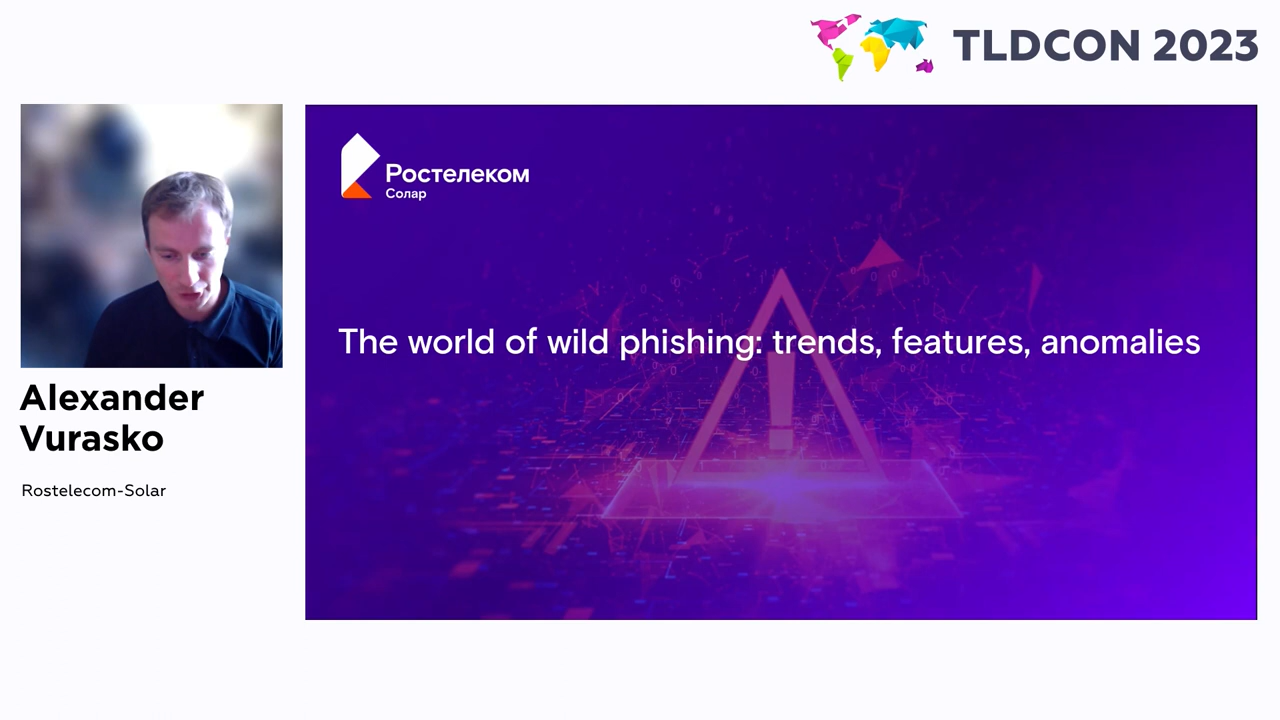 TLDCON 2023
Ростелеком
Солар
The world of wild phishing: trends, features, anomalies
Alexander
Vurasko
Rostelecom-Solar